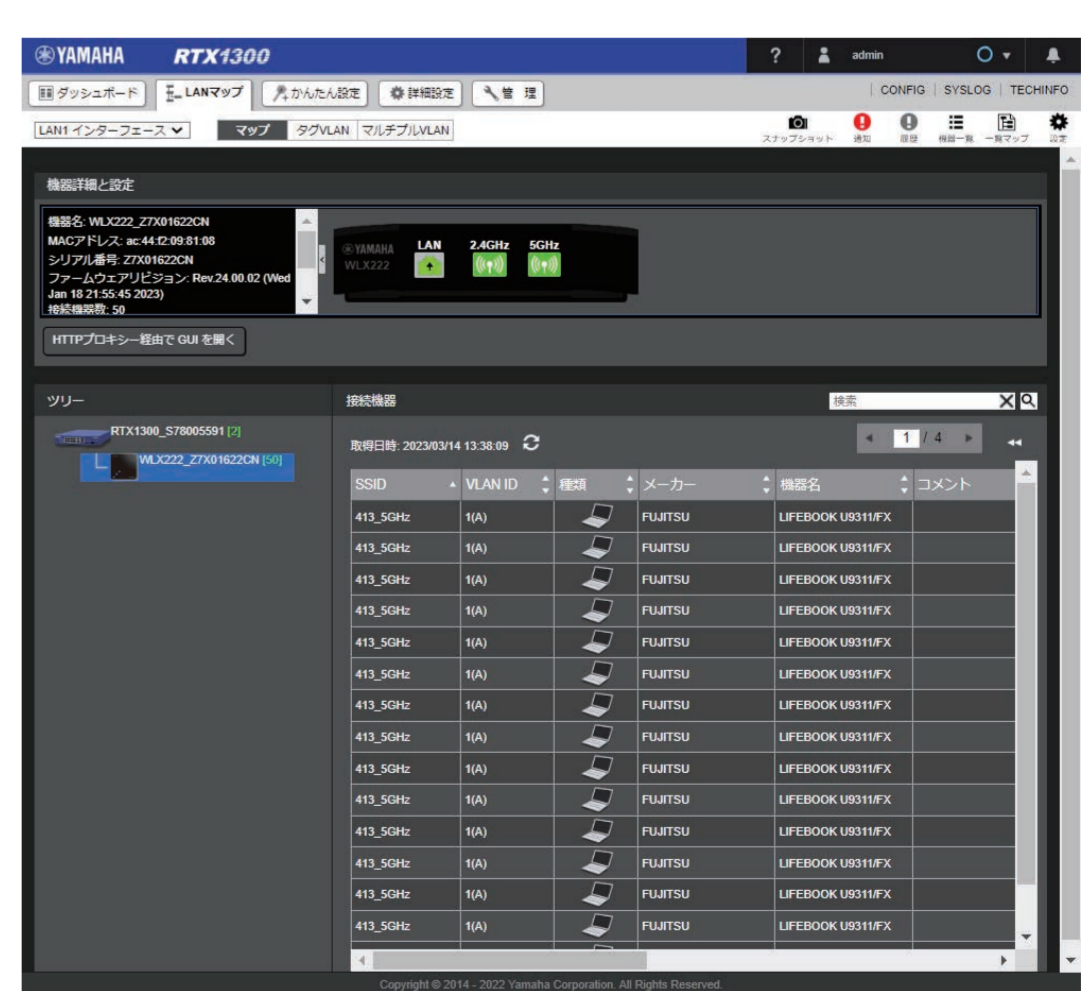 YAMAHA RTX1300 ? admin
ダッシュボード LANマップ かんたん設定 詳細設定 管 理 CONFIG SYSLOG TECHINFO
LAN1 インターフェース マップ タグVLAN マルチプルVLAN スナップショット 通知 履歴 機器一覧 一覧マップ 設定
機器詳細と設定
機器名: WLX222_Z7X01622CN
MACアドレス: ac:44:f2:09:81:08
シリアル番号: Z7X01622CN
ファームウェアリビジョン: Rev.24.00.02 (Wed
Jan 18 21:55:45 2023)
接続機器数: 50
YAMAHA LAN 2.4GHz 5GHz
WLX222
HTTPプロキシー経由で GUI を開く
ツリー
RTX1300_S78005591 [2]
WLX222_Z7X01622CN [50]
接続機器 検索
取得日時: 2023/03/14 13:38:09 1 / 4
SSID VLAN ID 種類 メーカー 機器名 コメント
413_5GHz 1(A) FUJITSU LIFEBOOK U9311/FX
413_5GHz 1(A) FUJITSU LIFEBOOK U9311/FX
413_5GHz 1(A) FUJITSU LIFEBOOK U9311/FX
413_5GHz 1(A) FUJITSU LIFEBOOK U9311/FX
413_5GHz 1(A) FUJITSU LIFEBOOK U9311/FX
413_5GHz 1(A) FUJITSU LIFEBOOK U9311/FX
413_5GHz 1(A) FUJITSU LIFEBOOK U9311/FX
413_5GHz 1(A) FUJITSU LIFEBOOK U9311/FX
413_5GHz 1(A) FUJITSU LIFEBOOK U9311/FX
413_5GHz 1(A) FUJITSU LIFEBOOK U9311/FX
413_5GHz 1(A) FUJITSU LIFEBOOK U9311/FX
413_5GHz 1(A) FUJITSU LIFEBOOK U9311/FX
413_5GHz 1(A) FUJITSU LIFEBOOK U9311/FX
413_5GHz 1(A) FUJITSU LIFEBOOK U9311/FX
Copyright © 2014 - 2022 Yamaha Corporation. All Rights Reserved.